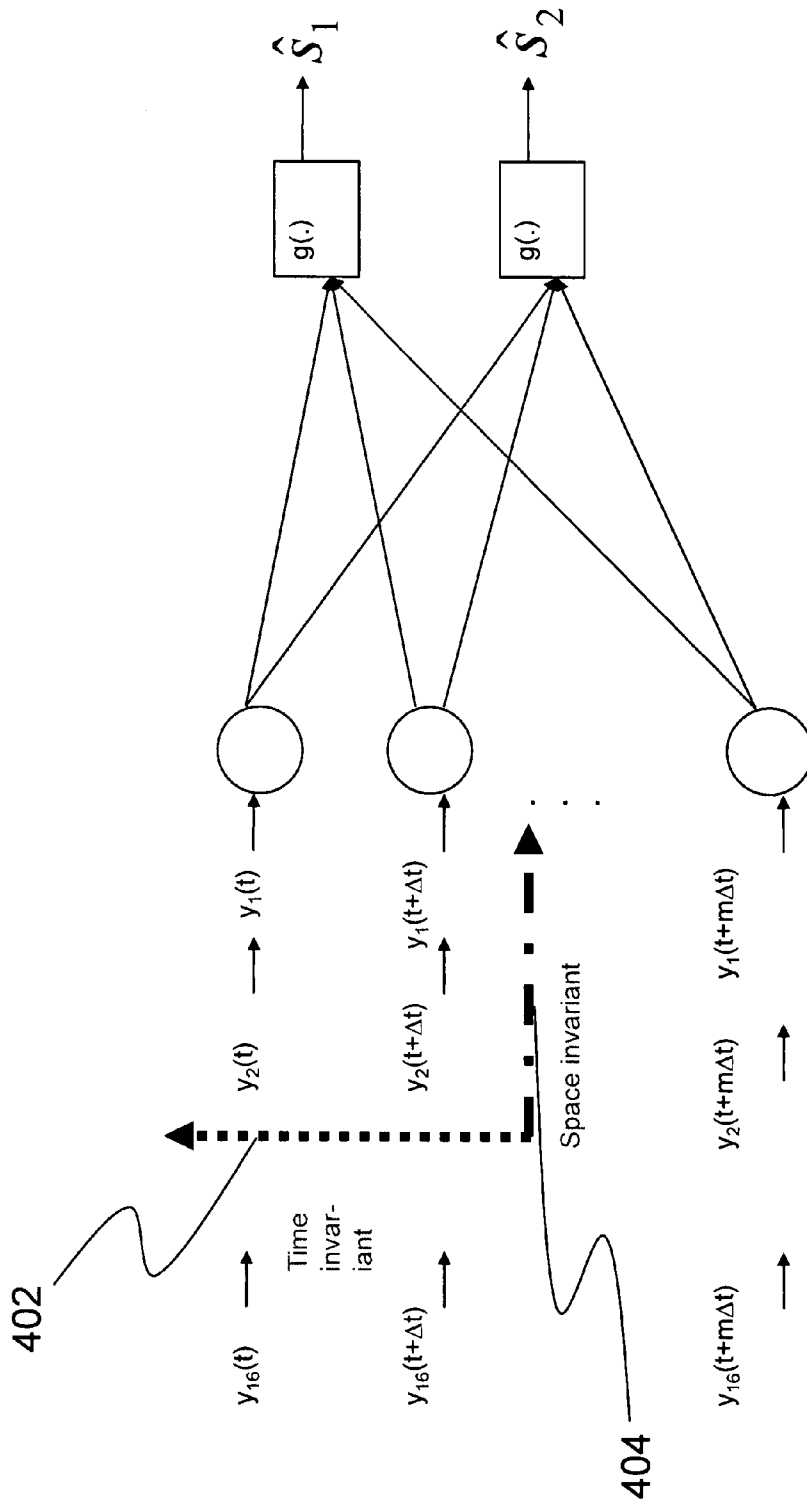 402
y₁₆(t)
y₂(t)
y₁(t)
g(.)
Ŝ₁
Time
invar-
iant
y₁₆(t+Δt)
y₂(t+Δt)
y₁(t+Δt)
g(.)
Ŝ₂
Space invariant
. . .
404
y₁₆(t+mΔt)
y₂(t+mΔt)
y₁(t+mΔt)